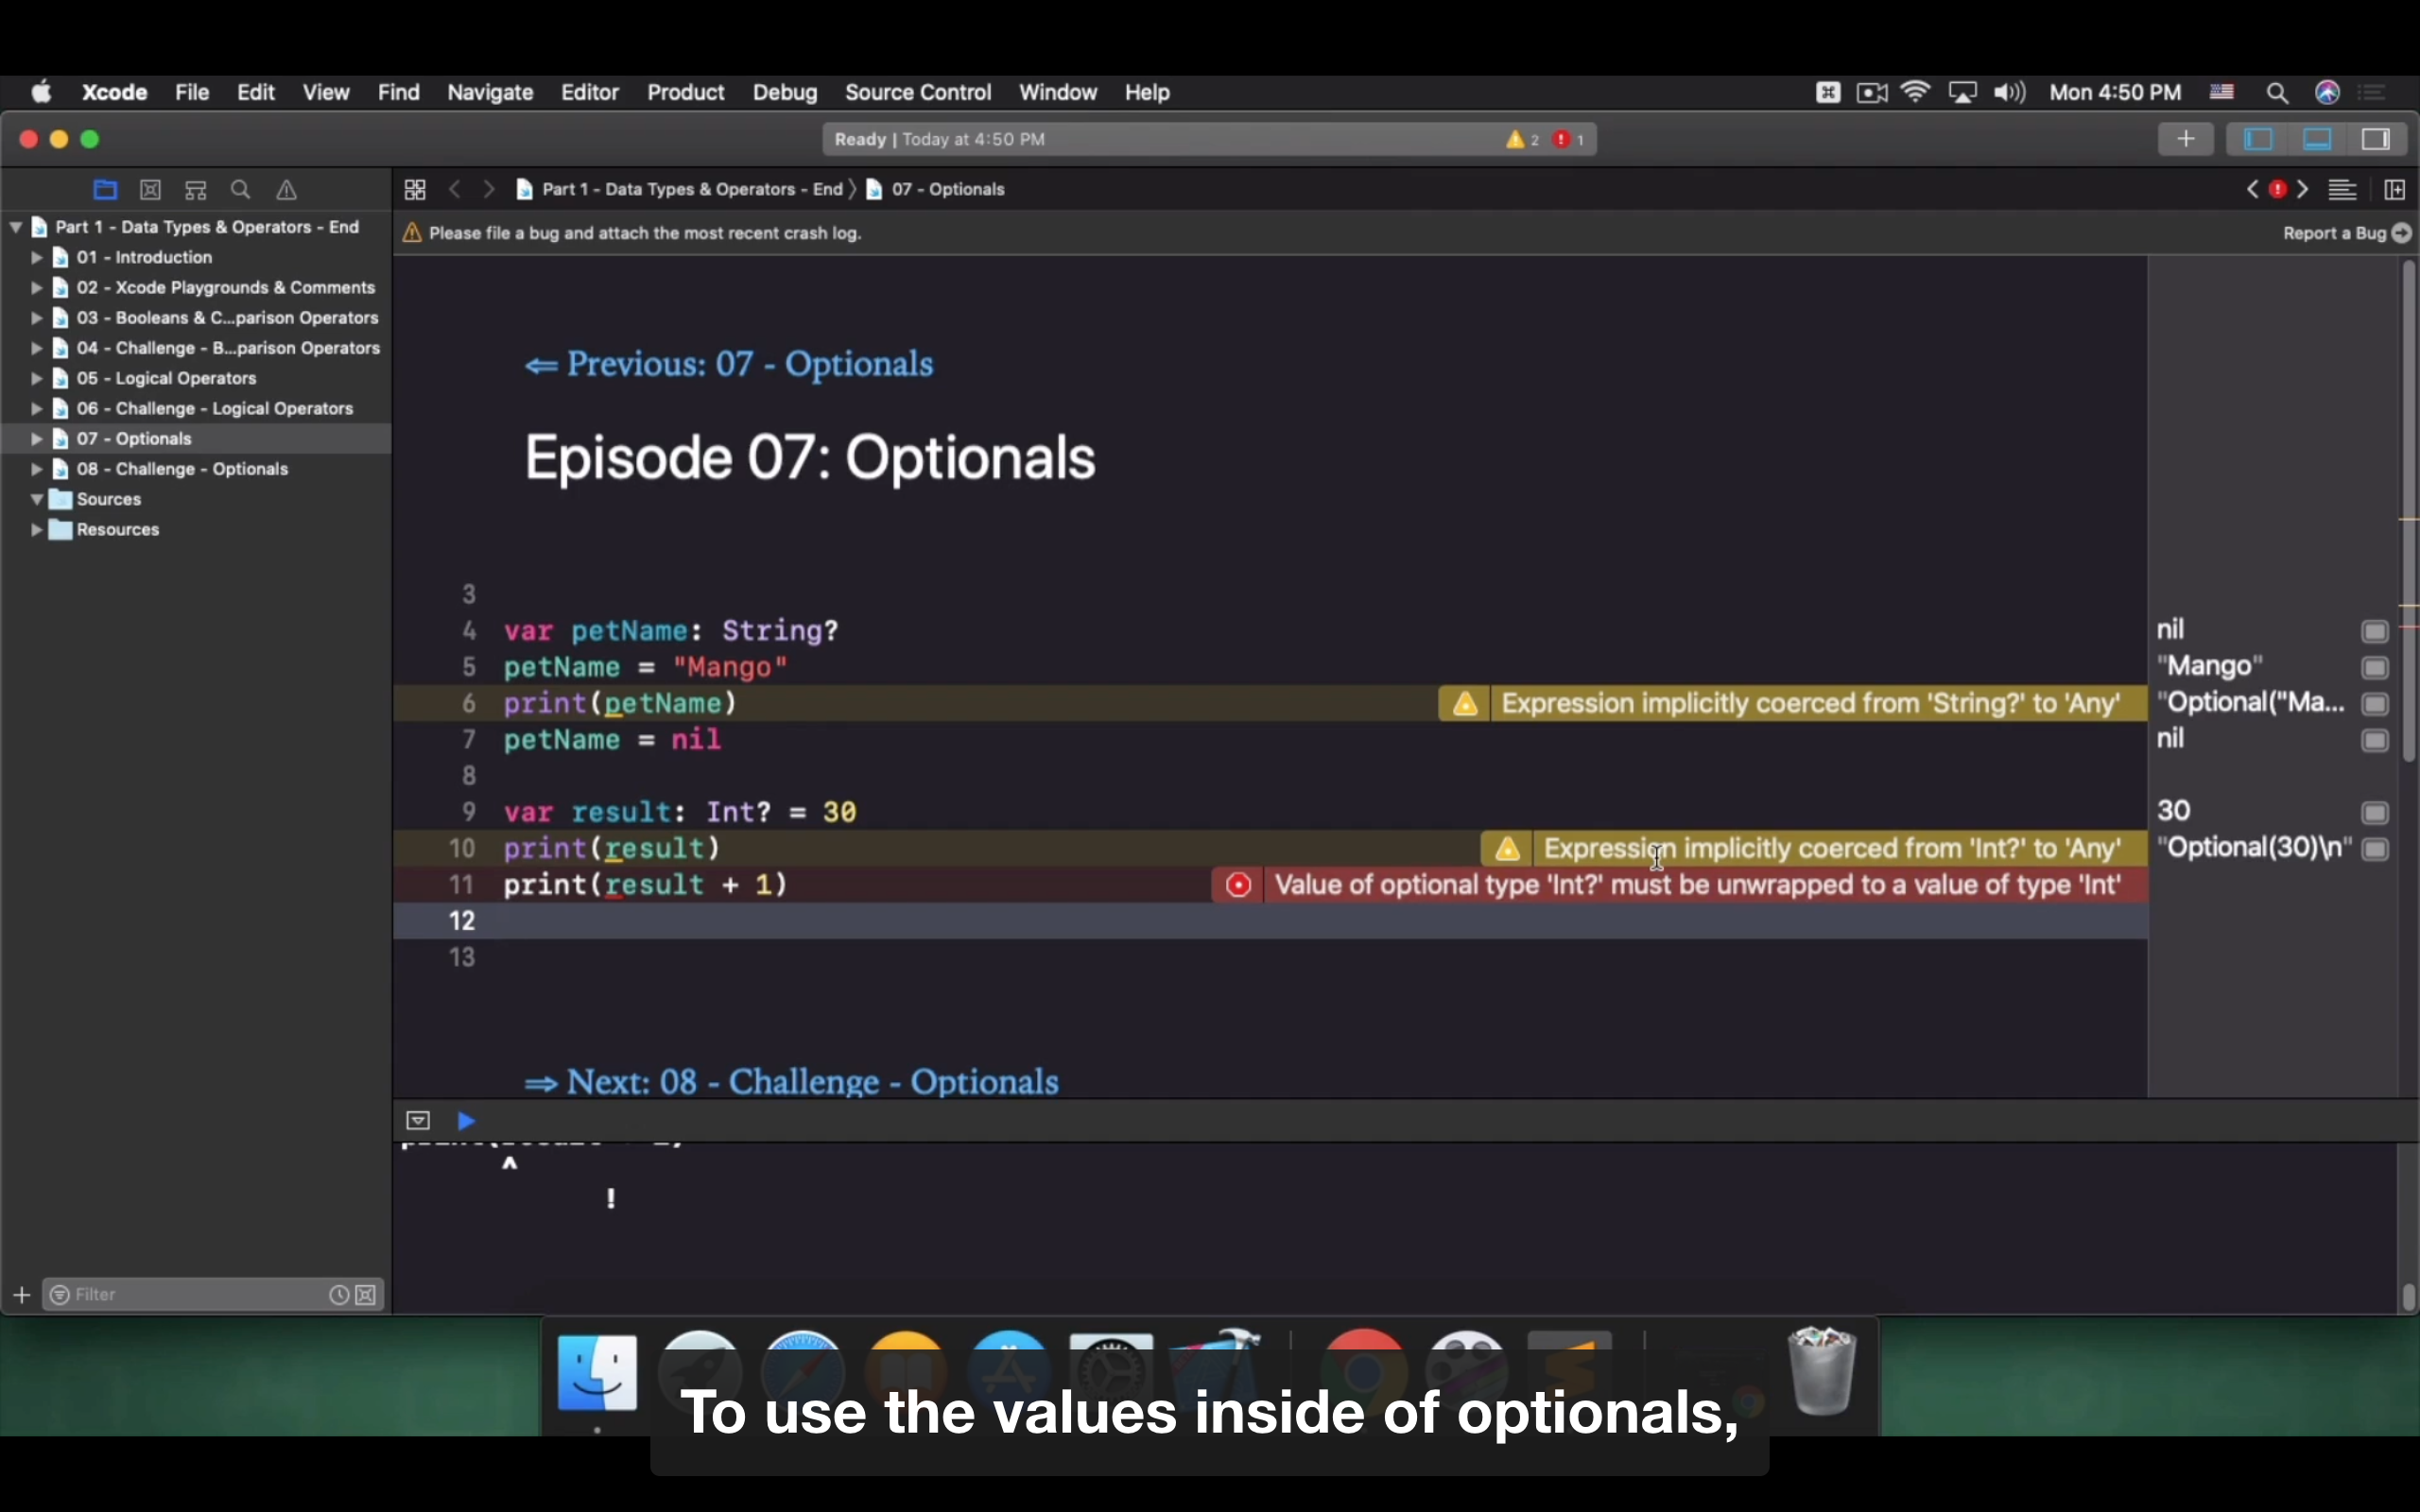 Xcode File Edit View Find Navigate Editor Product Debug Source Control Window Help Mon 4:50 PM
Ready | Today at 4:50 PM 2 1
Part 1 - Data Types & Operators - End 07 - Optionals
Please file a bug and attach the most recent crash log. Report a Bug
Part 1 - Data Types & Operators - End
01 - Introduction
02 - Xcode Playgrounds & Comments
03 - Booleans & C...parison Operators
04 - Challenge - B...parison Operators
05 - Logical Operators
06 - Challenge - Logical Operators
07 - Optionals
08 - Challenge - Optionals
Sources
Resources
Filter
⇐ Previous: 07 - Optionals
Episode 07: Optionals
3
4 var petName: String? nil
5 petName = "Mango" "Mango"
6 print(petName) Expression implicitly coerced from 'String?' to 'Any' "Optional("Ma...
7 petName = nil nil
8
9 var result: Int? = 30 30
10 print(result) Expression implicitly coerced from 'Int?' to 'Any' "Optional(30)\n"
11 print(result + 1) Value of optional type 'Int?' must be unwrapped to a value of type 'Int'
12
13
⇒ Next: 08 - Challenge - Optionals
^
!
To use the values inside of optionals,